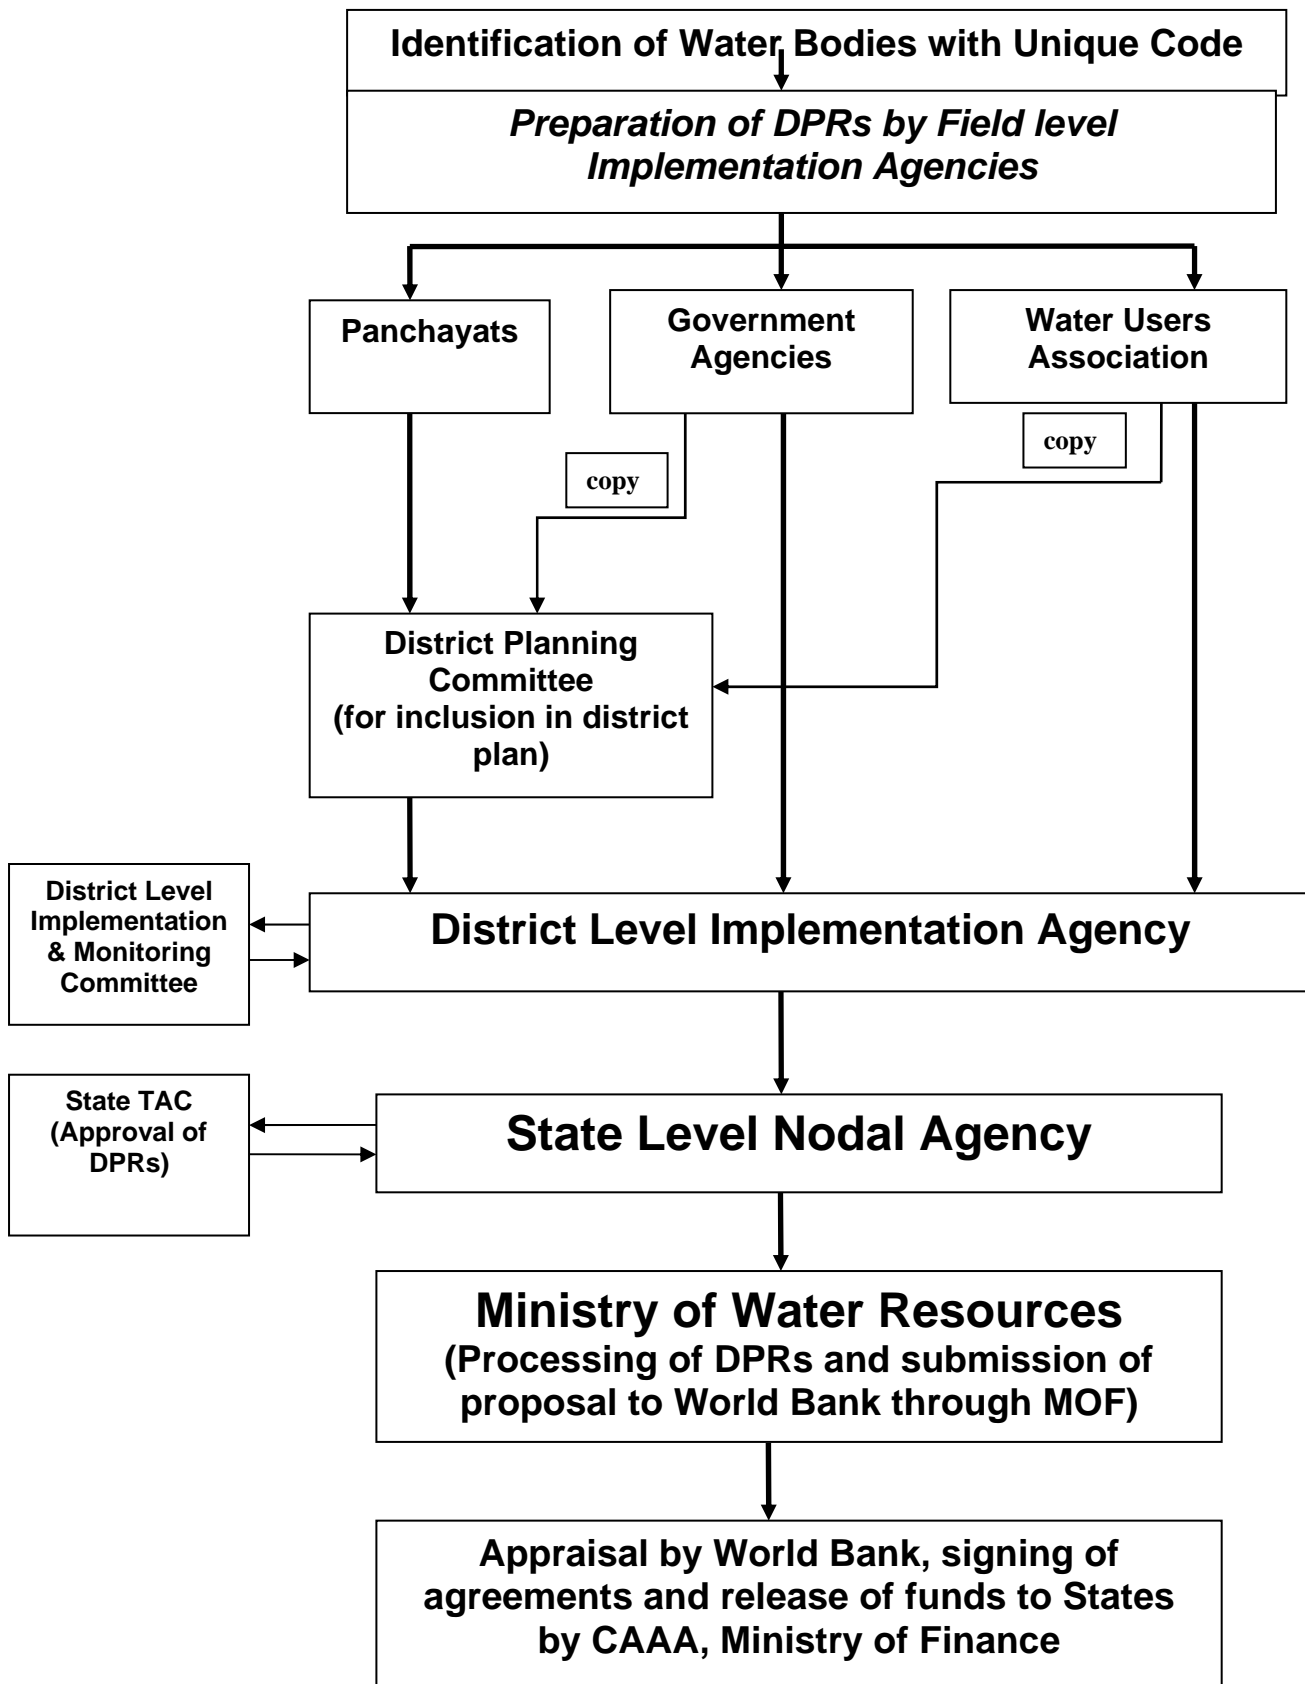 Identification of Water Bodies with Unique Code
Preparation of DPRs by Field level
Implementation Agencies
Panchayats
Government
Agencies
Water Users
Association
copy
copy
District Planning
Committee
(for inclusion in district
plan)
District Level
Implementation
& Monitoring
Committee
District Level Implementation Agency
State TAC
(Approval of
DPRs)
State Level Nodal Agency
Ministry of Water Resources
(Processing of DPRs and submission of
proposal to World Bank through MOF)
Appraisal by World Bank, signing of
agreements and release of funds to States
by CAAA, Ministry of Finance